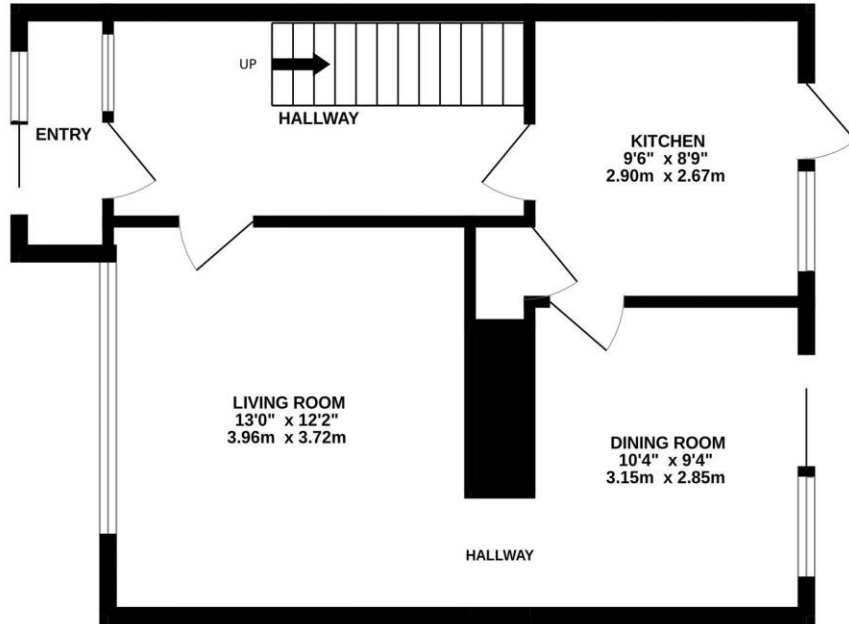 UP
HALLWAY
ENTRY
KITCHEN
9'6" x 8'9"
2.90m x 2.67m
LIVING ROOM
13'0" x 12'2"
3.96m x 3.72m
DINING ROOM
10'4" x 9'4"
3.15m x 2.85m
HALLWAY